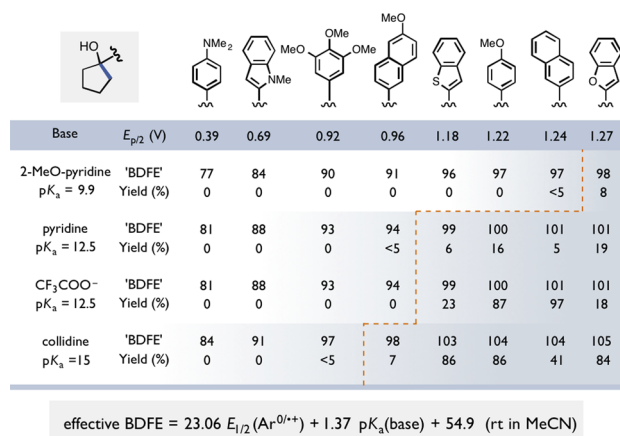 HO
NMe2
NMe
OMe
MeO
OMe
MeO
S
MeO
O
Base Ep/2 (V) 0.39 0.69 0.92 0.96 1.18 1.22 1.24 1.27
2-MeO-pyridine 'BDFE' 77 84 90 91 96 97 97 98
pKa = 9.9 Yield (%) 0 0 0 0 0 0 <5 8
pyridine 'BDFE' 81 88 93 94 99 100 101 101
pKa = 12.5 Yield (%) 0 0 0 <5 6 16 5 19
CF3COO− 'BDFE' 81 88 93 94 99 100 101 101
pKa = 12.5 Yield (%) 0 0 0 0 23 87 97 18
collidine 'BDFE' 84 91 97 98 103 104 104 105
pKa =15 Yield (%) 0 0 <5 7 86 86 41 84
effective BDFE = 23.06 E1/2 (Ar0/•+) + 1.37 pKa(base) + 54.9 (rt in MeCN)